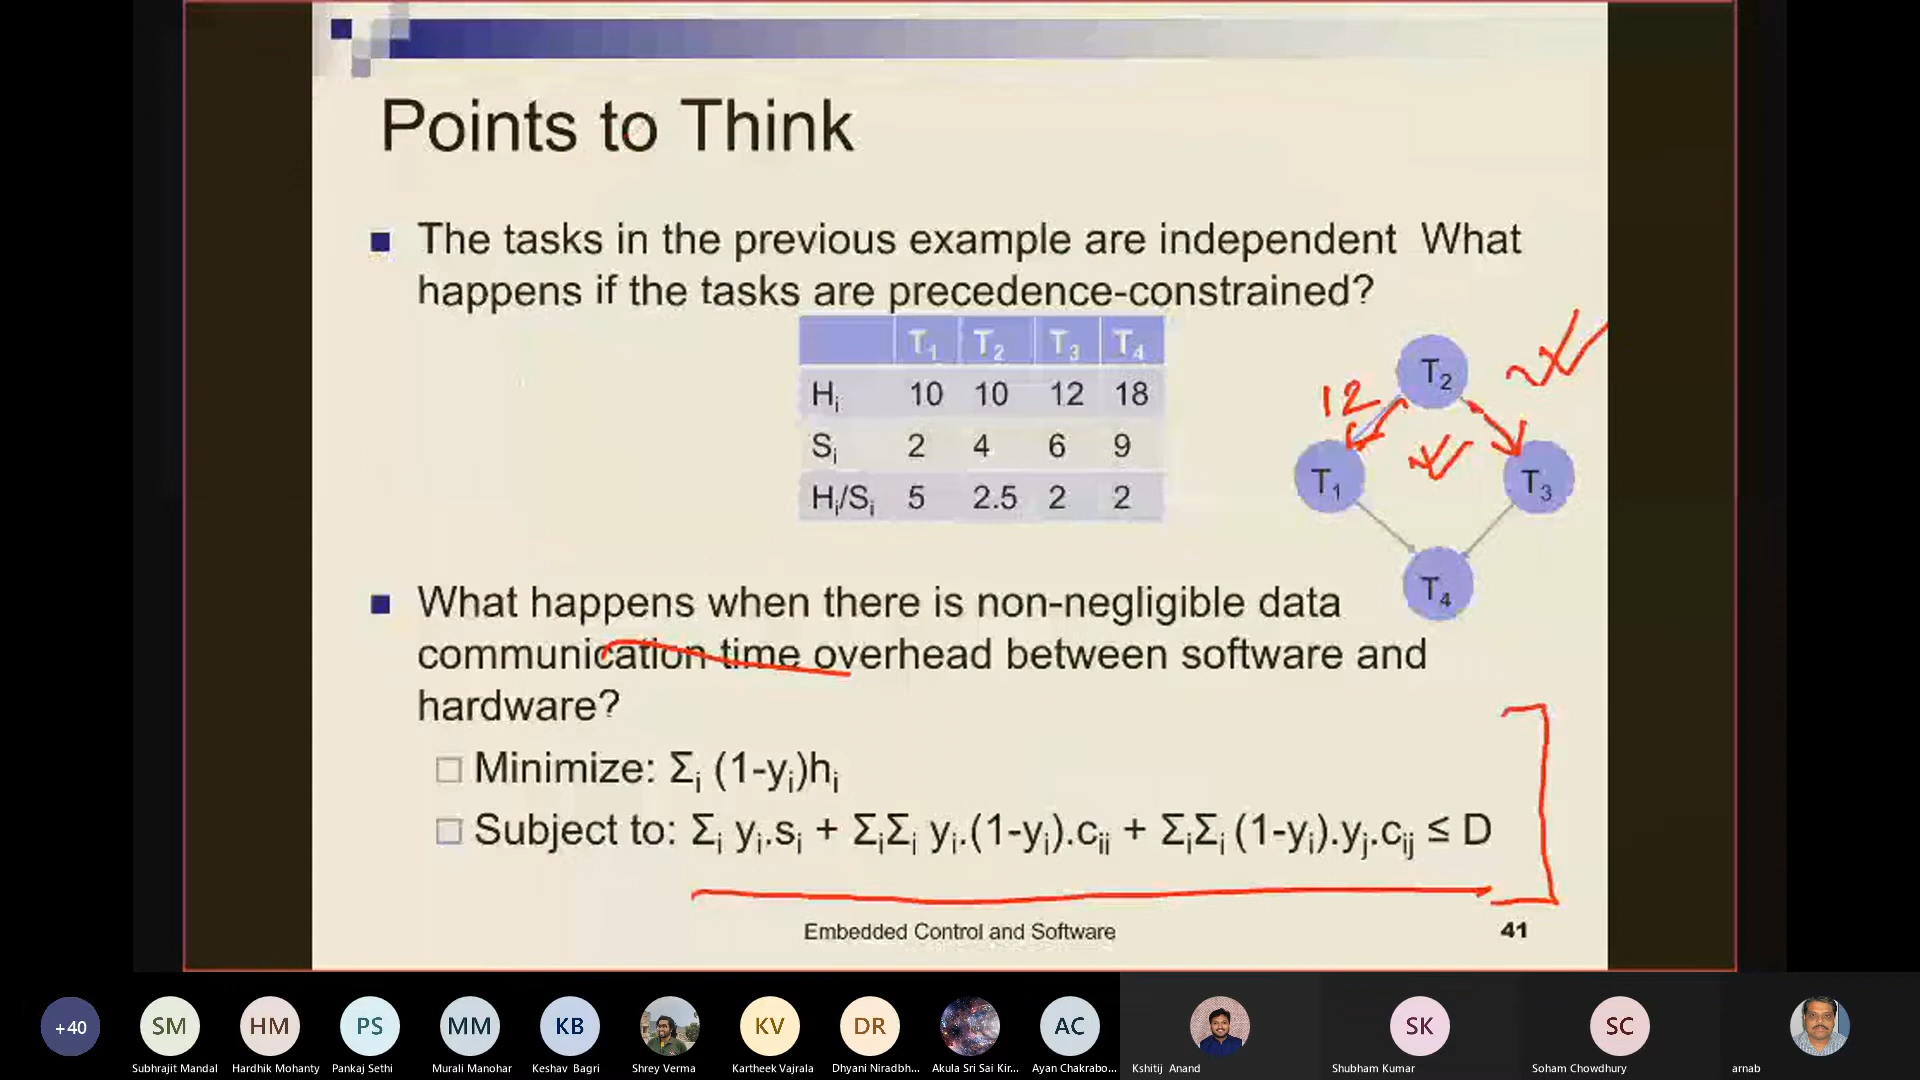 Points to Think
The tasks in the previous example are independent What
happens if the tasks are precedence-constrained?
T₁ T₂ T₃ T₄
Hᵢ 10 10 12 18
Sᵢ 2 4 6 9
Hᵢ/Sᵢ 5 2.5 2 2
T₂
12
T₁
T₃
T₄
What happens when there is non-negligible data
communication time overhead between software and
hardware?
Minimize: Σᵢ (1-yᵢ)hᵢ
Subject to: Σᵢ yᵢ.sᵢ + ΣᵢΣⱼ yᵢ.(1-yⱼ).cᵢⱼ + ΣᵢΣⱼ (1-yᵢ).yⱼ.cᵢⱼ ≤ D
Embedded Control and Software
41
+40
SM
HM
PS
MM
KB
KV
DR
AC
SK
SC
Subhrajit Mandal
Hardhik Mohanty
Pankaj Sethi
Murali Manohar
Keshav Bagri
Shrey Verma
Kartheek Vajrala
Dhyani Niradbh...
Akula Sri Sai Kir...
Ayan Chakrabo...
Kshitij Anand
Shubham Kumar
Soham Chowdhury
arnab